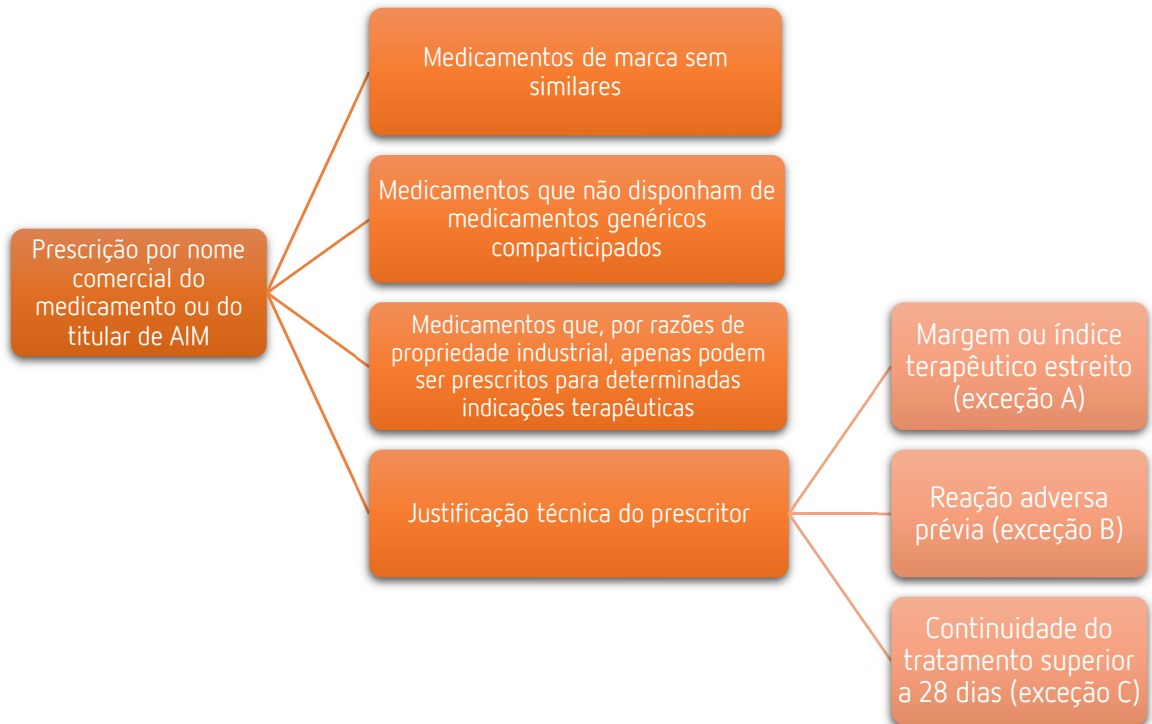 Prescrição por nome
comercial do
medicamento ou do
titular de AIM
Medicamentos de marca sem
similares
Medicamentos que não disponham de
medicamentos genéricos
comparticipados
Medicamentos que, por razões de
propriedade industrial, apenas podem
ser prescritos para determinadas
indicações terapêuticas
Justificação técnica do prescritor
Margem ou índice
terapêutico estreito
(exceção A)
Reação adversa
prévia (exceção B)
Continuidade do
tratamento superior
a 28 dias (exceção C)